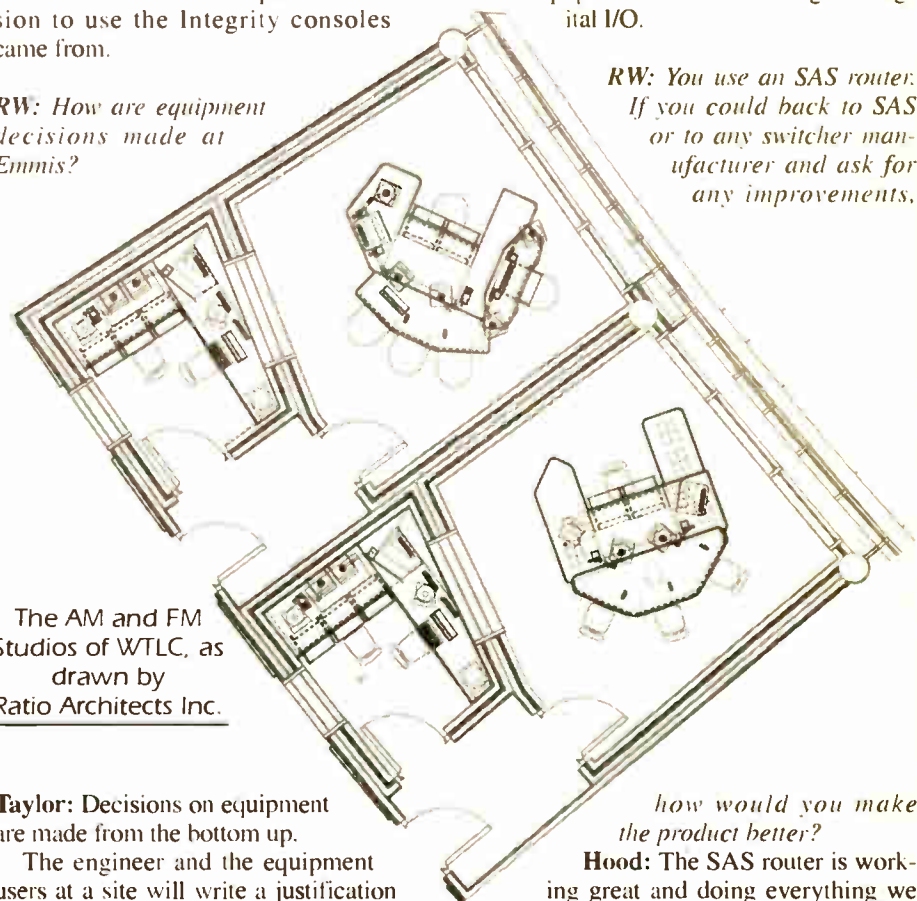 sion to use the Integrity consoles
came from.
RW: How are equipment
decisions made at
Emmis?
The AM and FM
Studios of WTLC, as
drawn by
Ratio Architects Inc.
Taylor: Decisions on equipment
are made from the bottom up.
The engineer and the equipment
users at a site will write a justification
ital I/O.
RW: You use an SAS router.
If you could back to SAS
or to any switcher man-
ufacturer and ask for
any improvements,
how would you make
the product better?
Hood: The SAS router is work-
ing great and doing everything we